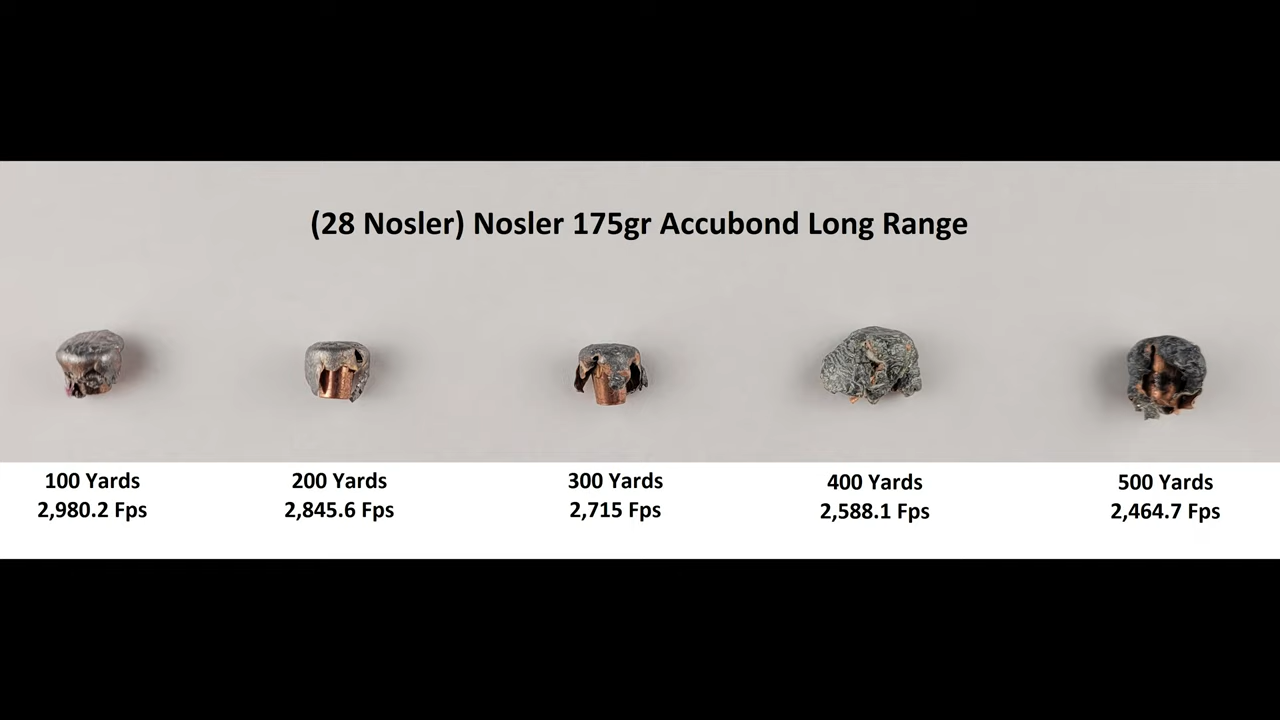 (28 Nosler) Nosler 175gr Accubond Long Range
100 Yards
2,980.2 Fps
200 Yards
2,845.6 Fps
300 Yards
2,715 Fps
400 Yards
2,588.1 Fps
500 Yards
2,464.7 Fps